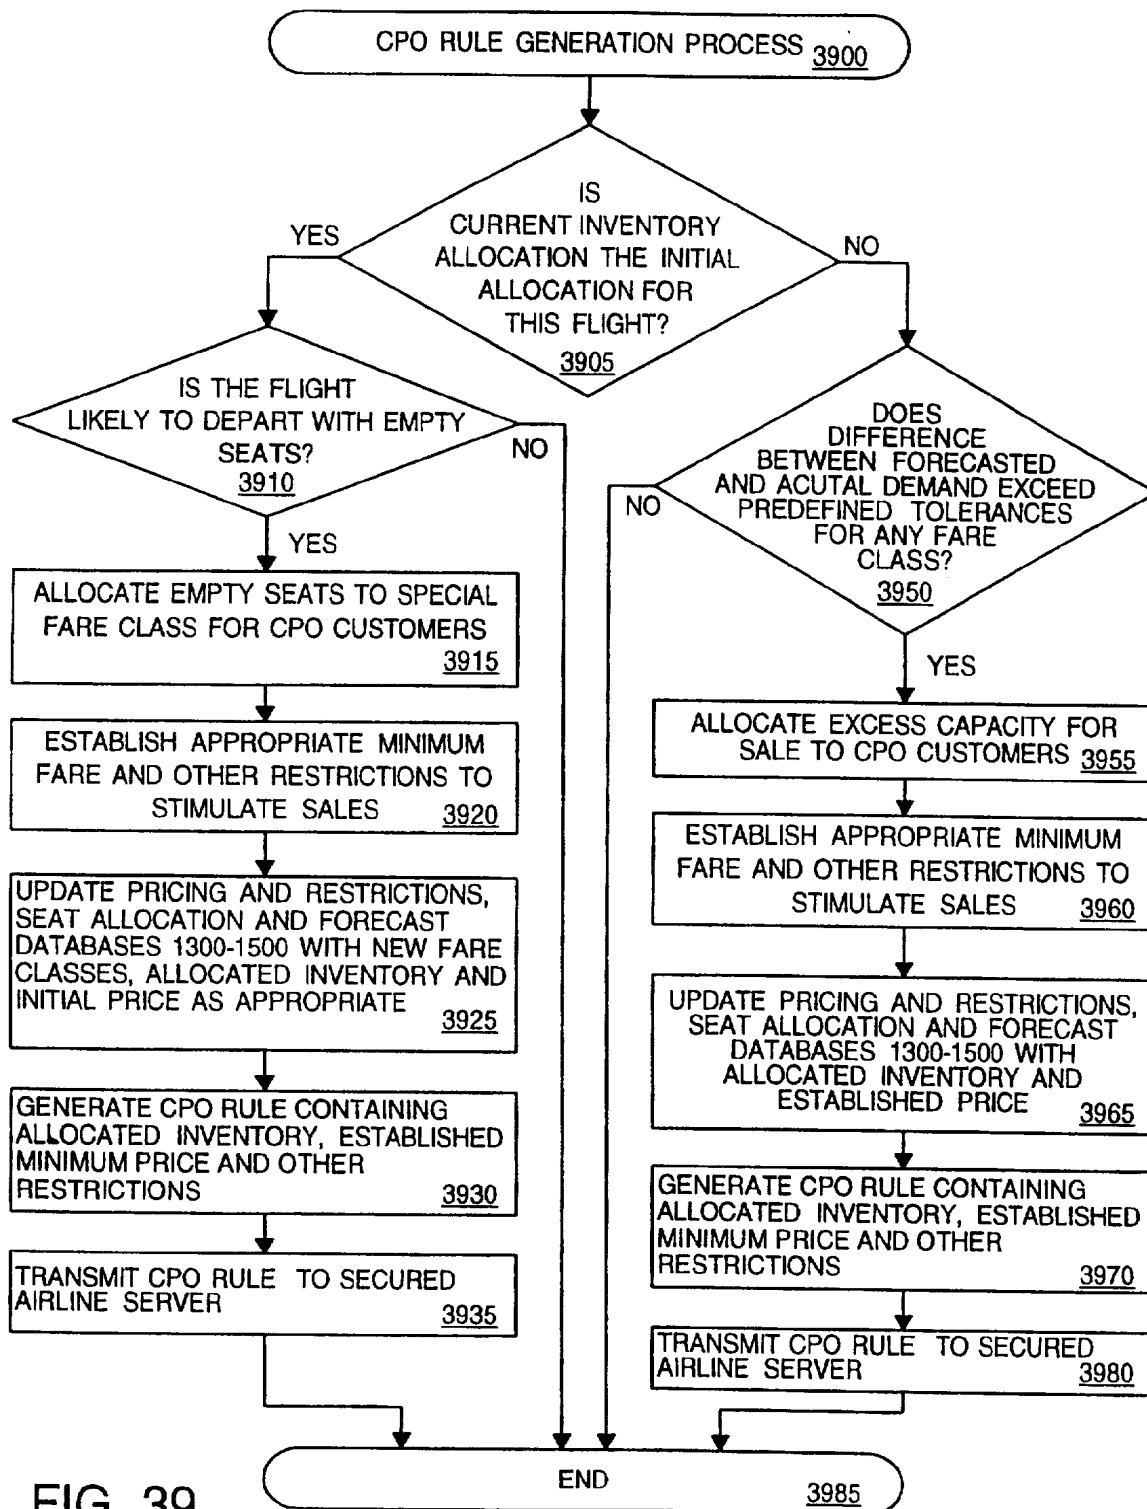 CPO RULE GENERATION PROCESS 3900
IS
CURRENT INVENTORY
ALLOCATION THE INITIAL
ALLOCATION FOR
THIS FLIGHT?
3905
YES
NO
IS THE FLIGHT
LIKELY TO DEPART WITH EMPTY
SEATS?
3910
NO
YES
ALLOCATE EMPTY SEATS TO SPECIAL
FARE CLASS FOR CPO CUSTOMERS
3915
ESTABLISH APPROPRIATE MINIMUM
FARE AND OTHER RESTRICTIONS TO
STIMULATE SALES 3920
UPDATE PRICING AND RESTRICTIONS,
SEAT ALLOCATION AND FORECAST
DATABASES 1300-1500 WITH NEW FARE
CLASSES, ALLOCATED INVENTORY AND
INITIAL PRICE AS APPROPRIATE
3925
GENERATE CPO RULE CONTAINING
ALLOCATED INVENTORY, ESTABLISHED
MINIMUM PRICE AND OTHER
RESTRICTIONS 3930
TRANSMIT CPO RULE TO SECURED
AIRLINE SERVER 3935
DOES
DIFFERENCE
BETWEEN FORECASTED
AND ACUTAL DEMAND EXCEED
PREDEFINED TOLERANCES
FOR ANY FARE
CLASS?
3950
NO
YES
ALLOCATE EXCESS CAPACITY FOR
SALE TO CPO CUSTOMERS 3955
ESTABLISH APPROPRIATE MINIMUM
FARE AND OTHER RESTRICTIONS TO
STIMULATE SALES 3960
UPDATE PRICING AND RESTRICTIONS,
SEAT ALLOCATION AND FORECAST
DATABASES 1300-1500 WITH
ALLOCATED INVENTORY AND
ESTABLISHED PRICE 3965
GENERATE CPO RULE CONTAINING
ALLOCATED INVENTORY, ESTABLISHED
MINIMUM PRICE AND OTHER
RESTRICTIONS 3970
TRANSMIT CPO RULE TO SECURED
AIRLINE SERVER 3980
END 3985
FIG. 39